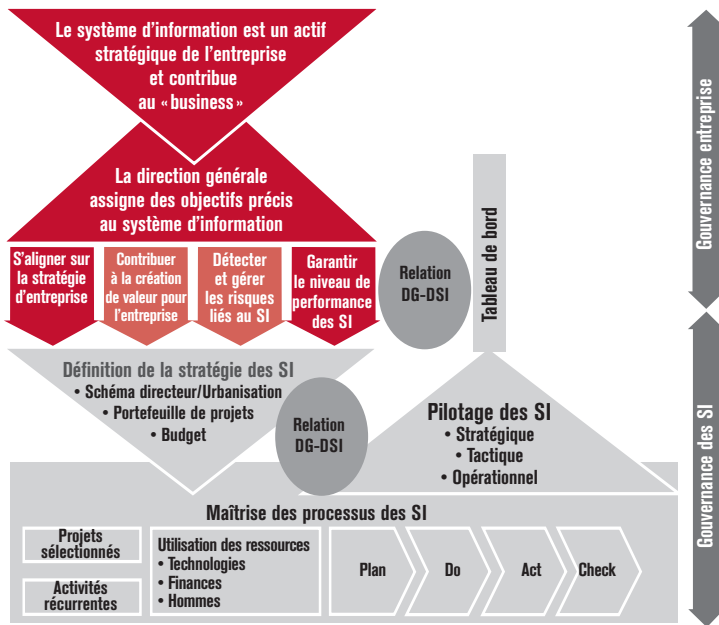 Le système d'information est un actif
stratégique de l'entreprise
et contribue
au « business »
La direction générale
assigne des objectifs précis
au système d'information
S'aligner sur
la stratégie
d'entreprise
Contribuer
à la création
de valeur pour
l'entreprise
Détecter
et gérer
les risques
liés au SI
Garantir
le niveau de
performance
des SI
Relation
DG-DSI
Tableau de bord
Gouvernance entreprise
Définition de la stratégie des SI
• Schéma directeur/Urbanisation
• Portefeuille de projets
• Budget
Relation
DG-DSI
Pilotage des SI
• Stratégique
• Tactique
• Opérationnel
Gouvernance des SI
Maîtrise des processus des SI
Projets
sélectionnés
Activités
récurrentes
Utilisation des ressources
• Technologies
• Finances
• Hommes
Plan
Do
Act
Check